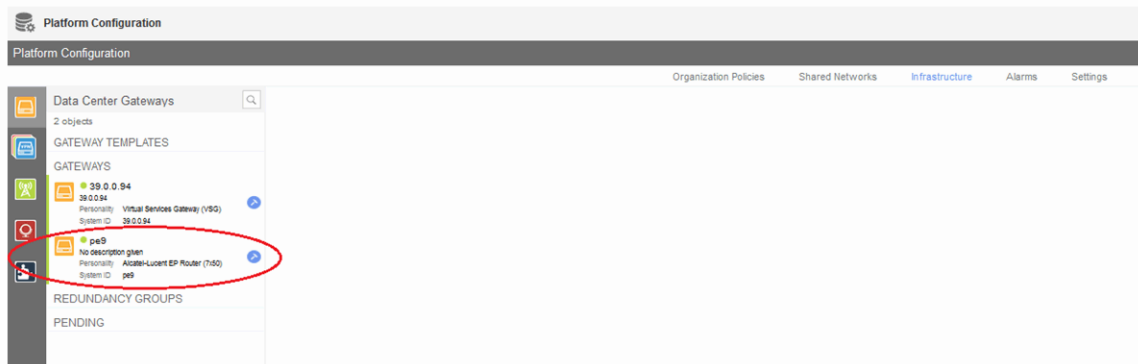 Platform Configuration
Platform Configuration
Organization Policies Shared Networks Infrastructure Alarms Settings
Data Center Gateways
2 objects
GATEWAY TEMPLATES
GATEWAYS
39.0.0.94
39.0.0.94
Personality Virtual Services Gateway (VSG)
System ID 39.0.0.94
pe9
No description given
Personality Alcatel-Lucent EP Router (7x50)
System ID pe9
REDUNDANCY GROUPS
PENDING